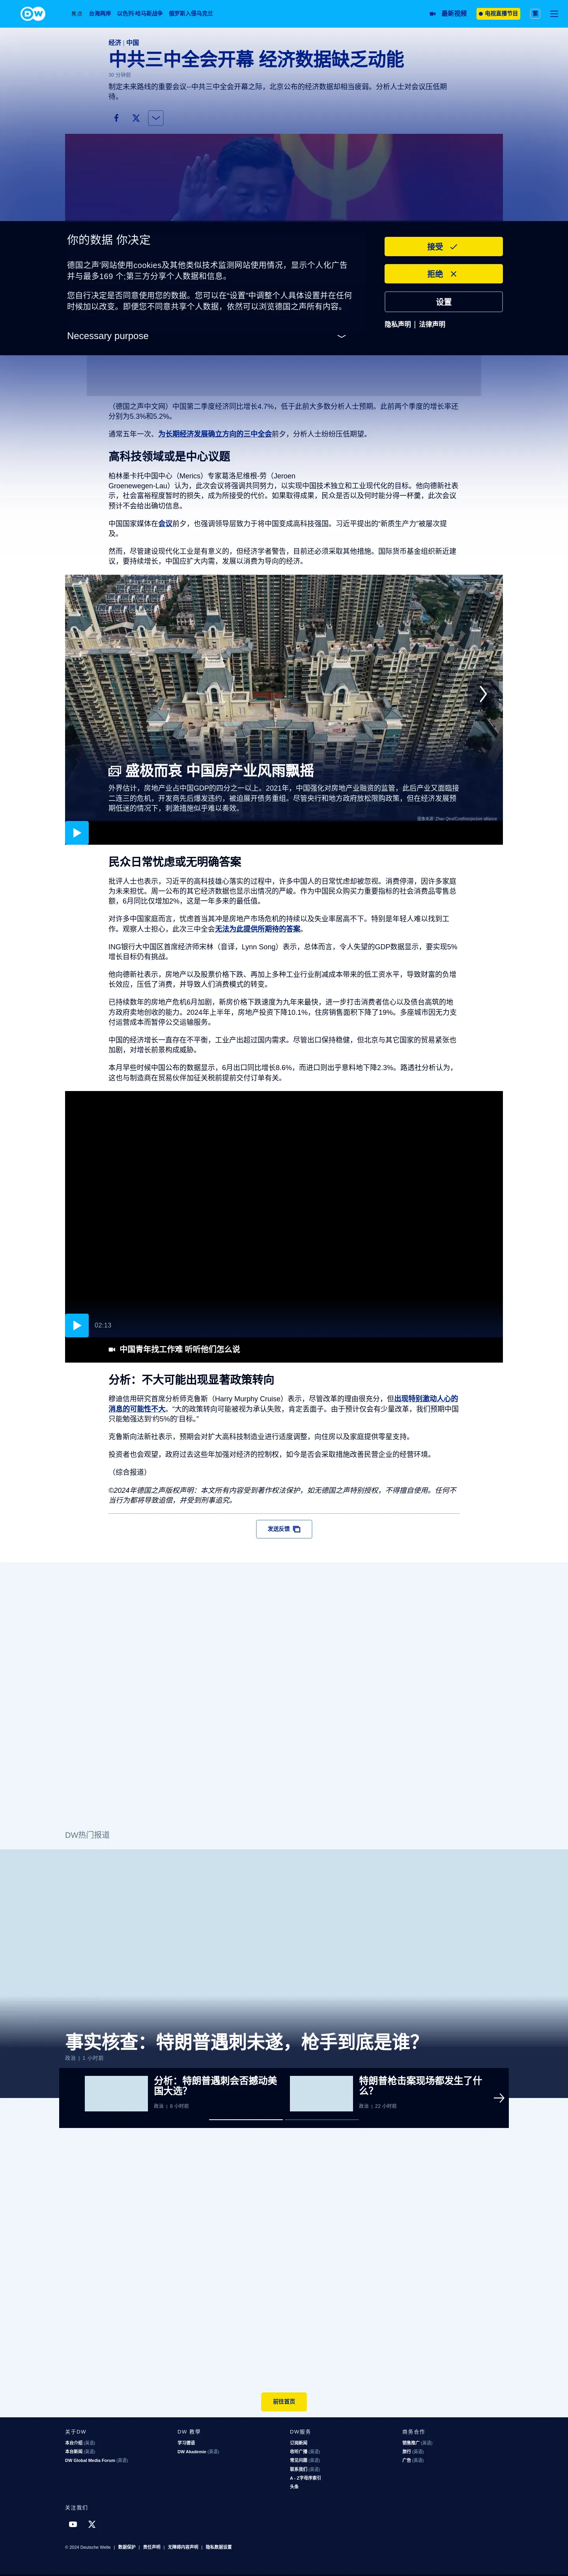 DW
焦点 台海两岸 以色列-哈马斯战争 俄罗斯入侵乌克兰 最新视频 电视直播节目 繁
经济 | 中国
中共三中全会开幕 经济数据缺乏动能
30 分钟前
制定未来路线的重要会议--中共三中全会开幕之际，北京公布的经济数据却相当疲弱。分析人士对会议压低期
待。
你的数据 你决定
德国之声'网站使用cookies及其他类似技术监测网站使用情况，显示个人化广告
并与最多169 个;第三方分享个人数据和信息。
您自行决定是否同意使用您的数据。您可以在“设置”中调整个人具体设置并在任何
时候加以改变。即便您不同意共享个人数据，依然可以浏览德国之声所有内容。
Necessary purpose
接受
拒绝
设置
隐私声明 | 法律声明
（德国之声中文网）中国第二季度经济同比增长4.7%，低于此前大多数分析人士预期。此前两个季度的增长率还
分别为5.3%和5.2%。
通常五年一次、为长期经济发展确立方向的三中全会前夕，分析人士纷纷压低期望。
高科技领域或是中心议题
柏林墨卡托中国中心（Merics）专家葛洛尼维根-劳（Jeroen
Groenewegen-Lau）认为，此次会议将强调共同努力，以实现中国技术独立和工业现代化的目标。他向德新社表
示，社会富裕程度暂时的损失，成为所接受的代价。如果取得成果，民众是否以及何时能分得一杯羹，此次会议
预计不会给出确切信息。
中国国家媒体在会议前夕，也强调领导层致力于将中国变成高科技强国。习近平提出的“新质生产力”被屡次提
及。
然而，尽管建设现代化工业是有意义的，但经济学者警告，目前还必须采取其他措施。国际货币基金组织新近建
议，要持续增长，中国应扩大内需，发展以消费为导向的经济。
盛极而哀 中国房产业风雨飘摇
外界估计，房地产业占中国GDP的四分之一以上。2021年，中国强化对房地产业融资的监管，此后产业又面临接
二连三的危机，开发商先后爆发违约，被迫展开债务重组。尽管央行和地方政府放松限购政策，但在经济发展预
期低迷的情况下，刺激措施似乎难以奏效。
图像来源: Zhao Qirui/Costfoto/picture alliance
民众日常忧虑或无明确答案
批评人士也表示，习近平的高科技雄心落实的过程中，许多中国人的日常忧虑却被忽视。消费停滞，因许多家庭
为未来担忧。周一公布的其它经济数据也显示出情况的严峻。作为中国民众购买力重要指标的社会消费品零售总
额，6月同比仅增加2%，这是一年多来的最低值。
对许多中国家庭而言，忧虑首当其冲是房地产市场危机的持续以及失业率居高不下。特别是年轻人难以找到工
作。观察人士担心，此次三中全会无法为此提供所期待的答案。
ING银行大中国区首席经济师宋林（音译，Lynn Song）表示，总体而言，令人失望的GDP数据显示，要实现5%
增长目标仍有挑战。
他向德新社表示，房地产以及股票价格下跌、再加上多种工业行业削减成本带来的低工资水平，导致财富的负增
长效应，压低了消费，并导致人们消费模式的转变。
已持续数年的房地产危机6月加剧，新房价格下跌速度为九年来最快，进一步打击消费者信心以及债台高筑的地
方政府卖地创收的能力。2024年上半年，房地产投资下降10.1%，住房销售面积下降了19%。多座城市因无力支
付运营成本而暂停公交运输服务。
中国的经济增长一直存在不平衡，工业产出超过国内需求。尽管出口保持稳健，但北京与其它国家的贸易紧张也
加剧，对增长前景构成威胁。
本月早些时候中国公布的数据显示，6月出口同比增长8.6%，而进口则出乎意料地下降2.3%。路透社分析认为，
这也与制造商在贸易伙伴加征关税前提前交付订单有关。
02:13
中国青年找工作难 听听他们怎么说
分析：不大可能出现显著政策转向
穆迪信用研究首席分析师克鲁斯（Harry Murphy Cruise）表示，尽管改革的理由很充分，但出现特别激动人心的
消息的可能性不大。“大的政策转向可能被视为承认失败，肯定丢面子。由于预计仅会有少量改革，我们预期中国
只能勉强达到‘约5%的’目标。”
克鲁斯向法新社表示，预期会对扩大高科技制造业进行适度调整，向住房以及家庭提供零星支持。
投资者也会观望，政府过去这些年加强对经济的控制权，如今是否会采取措施改善民营企业的经营环境。
（综合报道）
©2024年德国之声版权声明：本文所有内容受到著作权法保护，如无德国之声特别授权，不得擅自使用。任何不
当行为都将导致追偿，并受到刑事追究。
发送反馈
DW热门报道
事实核查：特朗普遇刺未遂，枪手到底是谁?
政治 | 1 小时前
分析：特朗普遇刺会否撼动美
国大选？
政治 | 8 小时前
特朗普枪击案现场都发生了什
么？
政治 | 22 小时前
前往首页
关于DW
本台介绍 (英语)
本台新闻 (英语)
DW Global Media Forum (英语)
DW 教學
学习德语
DW Akademie (英语)
DW服务
订阅新闻
收听广播 (英语)
常见问题 (英语)
联系我们 (英语)
A - Z字母序索引
头条
商务合作
销售推广 (英语)
旅行 (英语)
广告 (英语)
关注我们
© 2024 Deutsche Welle | 数据保护 | 责任声明 | 无障碍内容声明 | 隐私数据设置